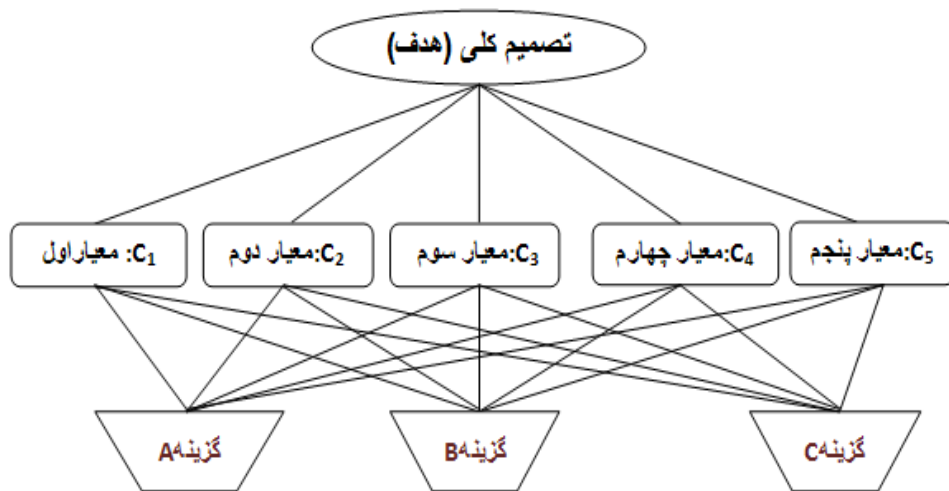 تصمیم کلی (هدف)
C₁: معیاراول
C₂:معیار دوم
C₃:معیار سوم
C₄:معیار چهارم
C₅:معیار پنجم
گزینهA
گزینهB
گزینهC